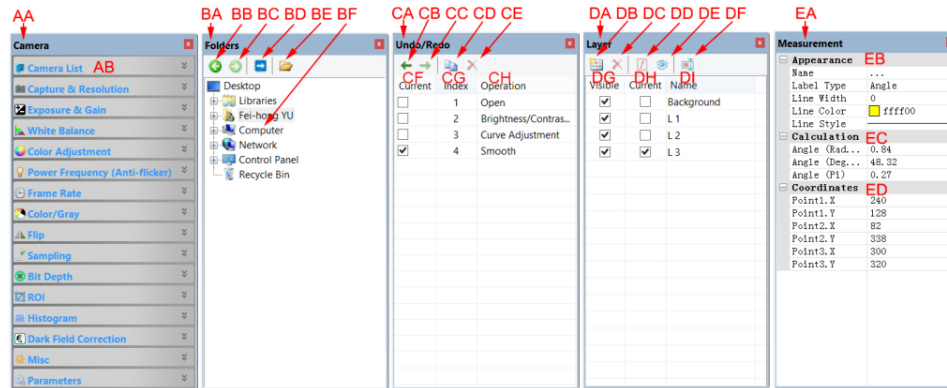 AA
BA BB BC BD BE BF
CA CB CC CD CE
DA DB DC DD DE DF
EA
Camera
Camera List AB
Capture & Resolution
Exposure & Gain
White Balance
Color Adjustment
Power Frequency (Anti-flicker)
Frame Rate
Color/Gray
Flip
Sampling
Bit Depth
ROI
Histogram
Dark Field Correction
Misc
Parameters
Folders
Desktop
Libraries
Fei-hong YU
Computer
Network
Control Panel
Recycle Bin
Undo/Redo
CF CG CH
Current Index Operation
1 Open
2 Brightness/Contras...
3 Curve Adjustment
4 Smooth
Layer
DG DH DI
Visible Current Name
Background
L 1
L 2
L 3
Measurement
Appearance EB
Name ...
Label Type Angle
Line Width 0
Line Color ffff00
Line Style
Calculation EC
Angle (Rad... 0.84
Angle (Deg... 48.32
Angle (Pi) 0.27
Coordinates ED
Point1.X 240
Point1.Y 128
Point2.X 82
Point2.Y 338
Point3.X 300
Point3.Y 320